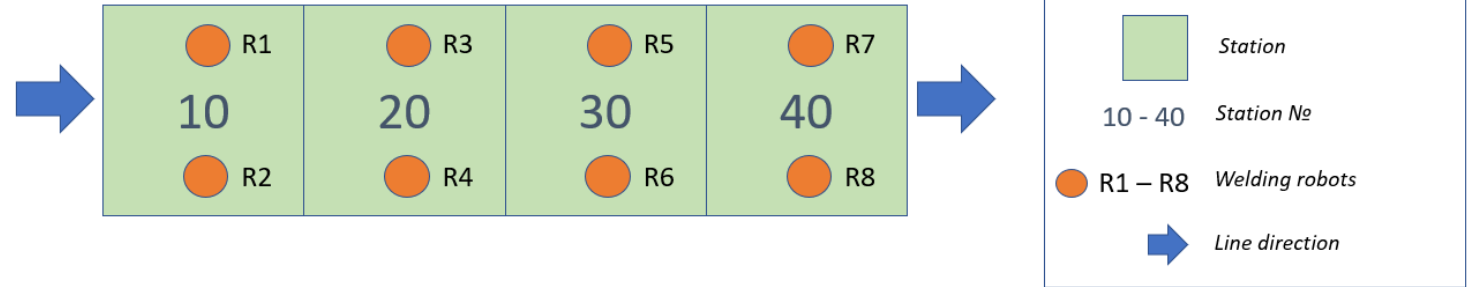 R1 R3 R5 R7
10 20 30 40
R2 R4 R6 R8
Station
10 - 40 Station №
R1 – R8 Welding robots
Line direction